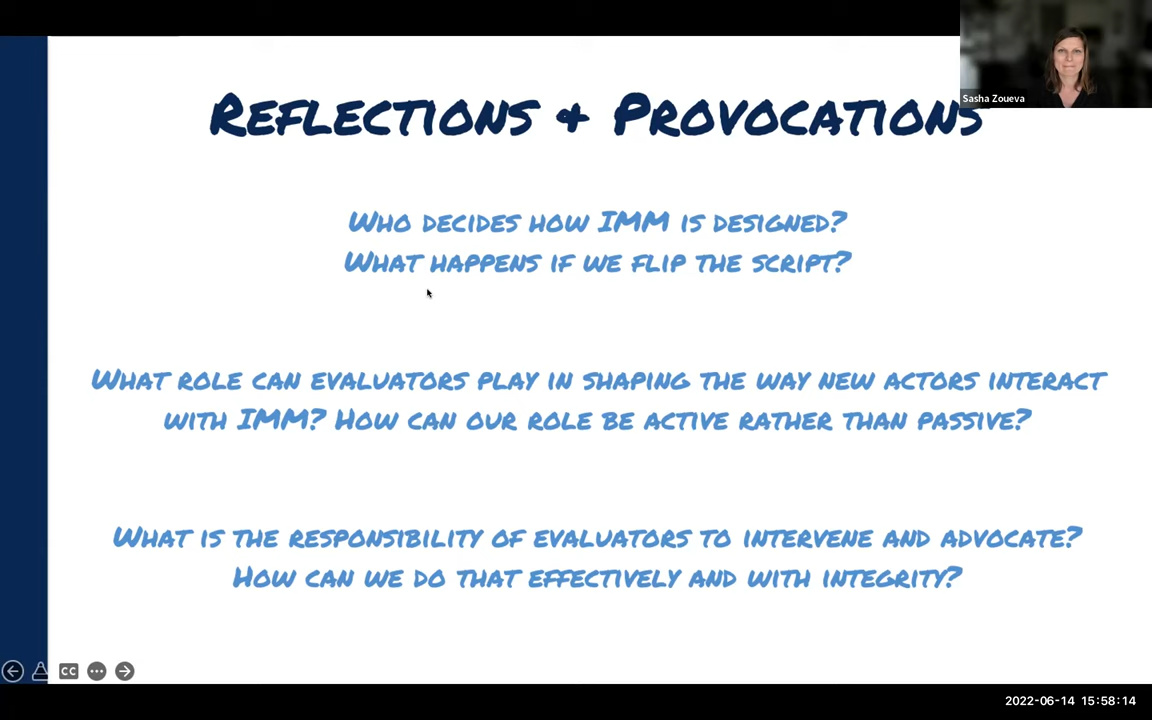 Sasha Zoueva
Reflections & Provocations
Who decides how IMM is designed?
What happens if we flip the script?
What role can evaluators play in shaping the way new actors interact
with IMM? How can our role be active rather than passive?
What is the responsibility of evaluators to intervene and advocate?
How can we do that effectively and with integrity?
CC
2022-06-14 15:58:14